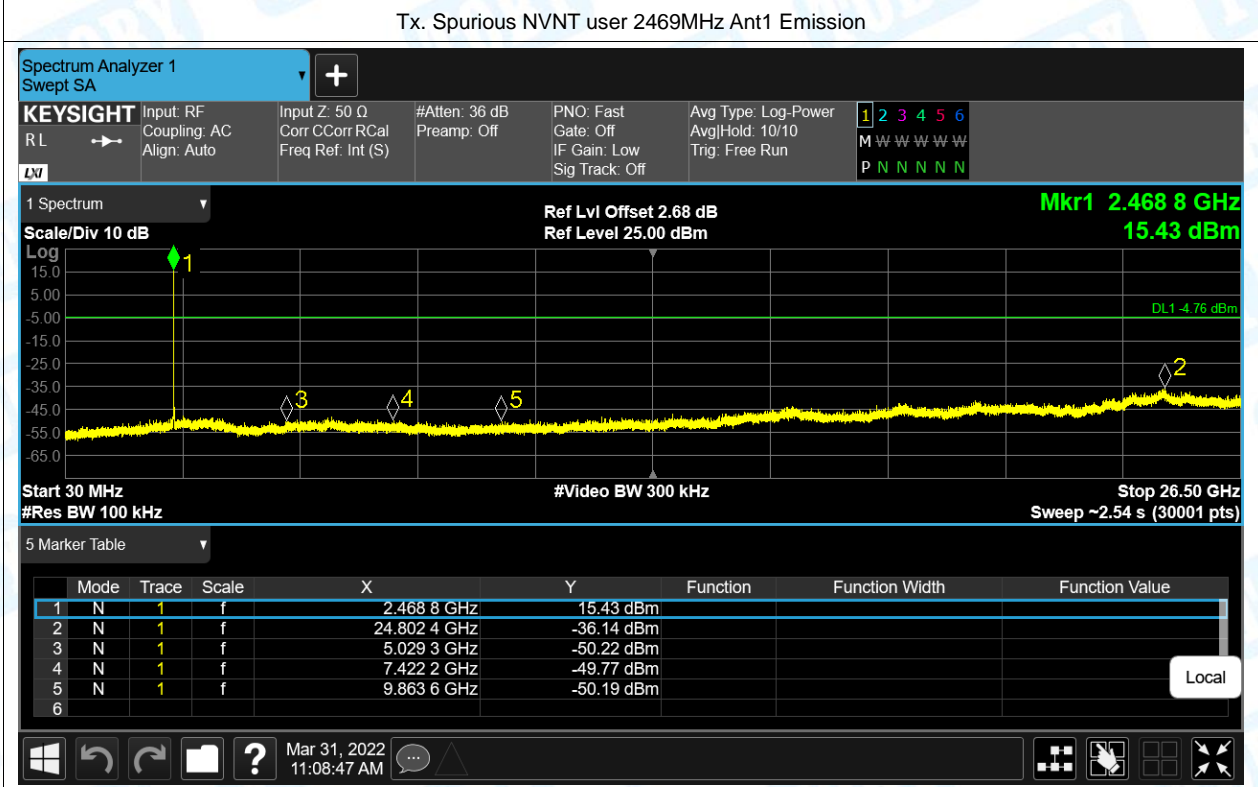 Tx. Spurious NVNT user 2469MHz Ant1 Emission
Spectrum Analyzer 1
Swept SA
KEYSIGHT
R L
LXI
Input: RF
Coupling: AC
Align: Auto
Input Z: 50 Ω
Corr CCorr RCal
Freq Ref: Int (S)
#Atten: 36 dB
Preamp: Off
PNO: Fast
Gate: Off
IF Gain: Low
Sig Track: Off
Avg Type: Log-Power
Avg|Hold: 10/10
Trig: Free Run
1 2 3 4 5 6
M W W W W W
P N N N N N
1 Spectrum
Scale/Div 10 dB
Ref Lvl Offset 2.68 dB
Ref Level 25.00 dBm
Mkr1 2.468 8 GHz
15.43 dBm
Log
15.0
5.00
-5.00
-15.0
-25.0
-35.0
-45.0
-55.0
-65.0
1
DL1 -4.76 dBm
2
3
4
5
Start 30 MHz
#Video BW 300 kHz
Stop 26.50 GHz
#Res BW 100 kHz
Sweep ~2.54 s (30001 pts)
5 Marker Table
Mode Trace Scale X Y Function Function Width Function Value
1 N 1 f 2.468 8 GHz 15.43 dBm
2 N 1 f 24.802 4 GHz -36.14 dBm
3 N 1 f 5.029 3 GHz -50.22 dBm
4 N 1 f 7.422 2 GHz -49.77 dBm
5 N 1 f 9.863 6 GHz -50.19 dBm
6
Local
?
Mar 31, 2022
11:08:47 AM